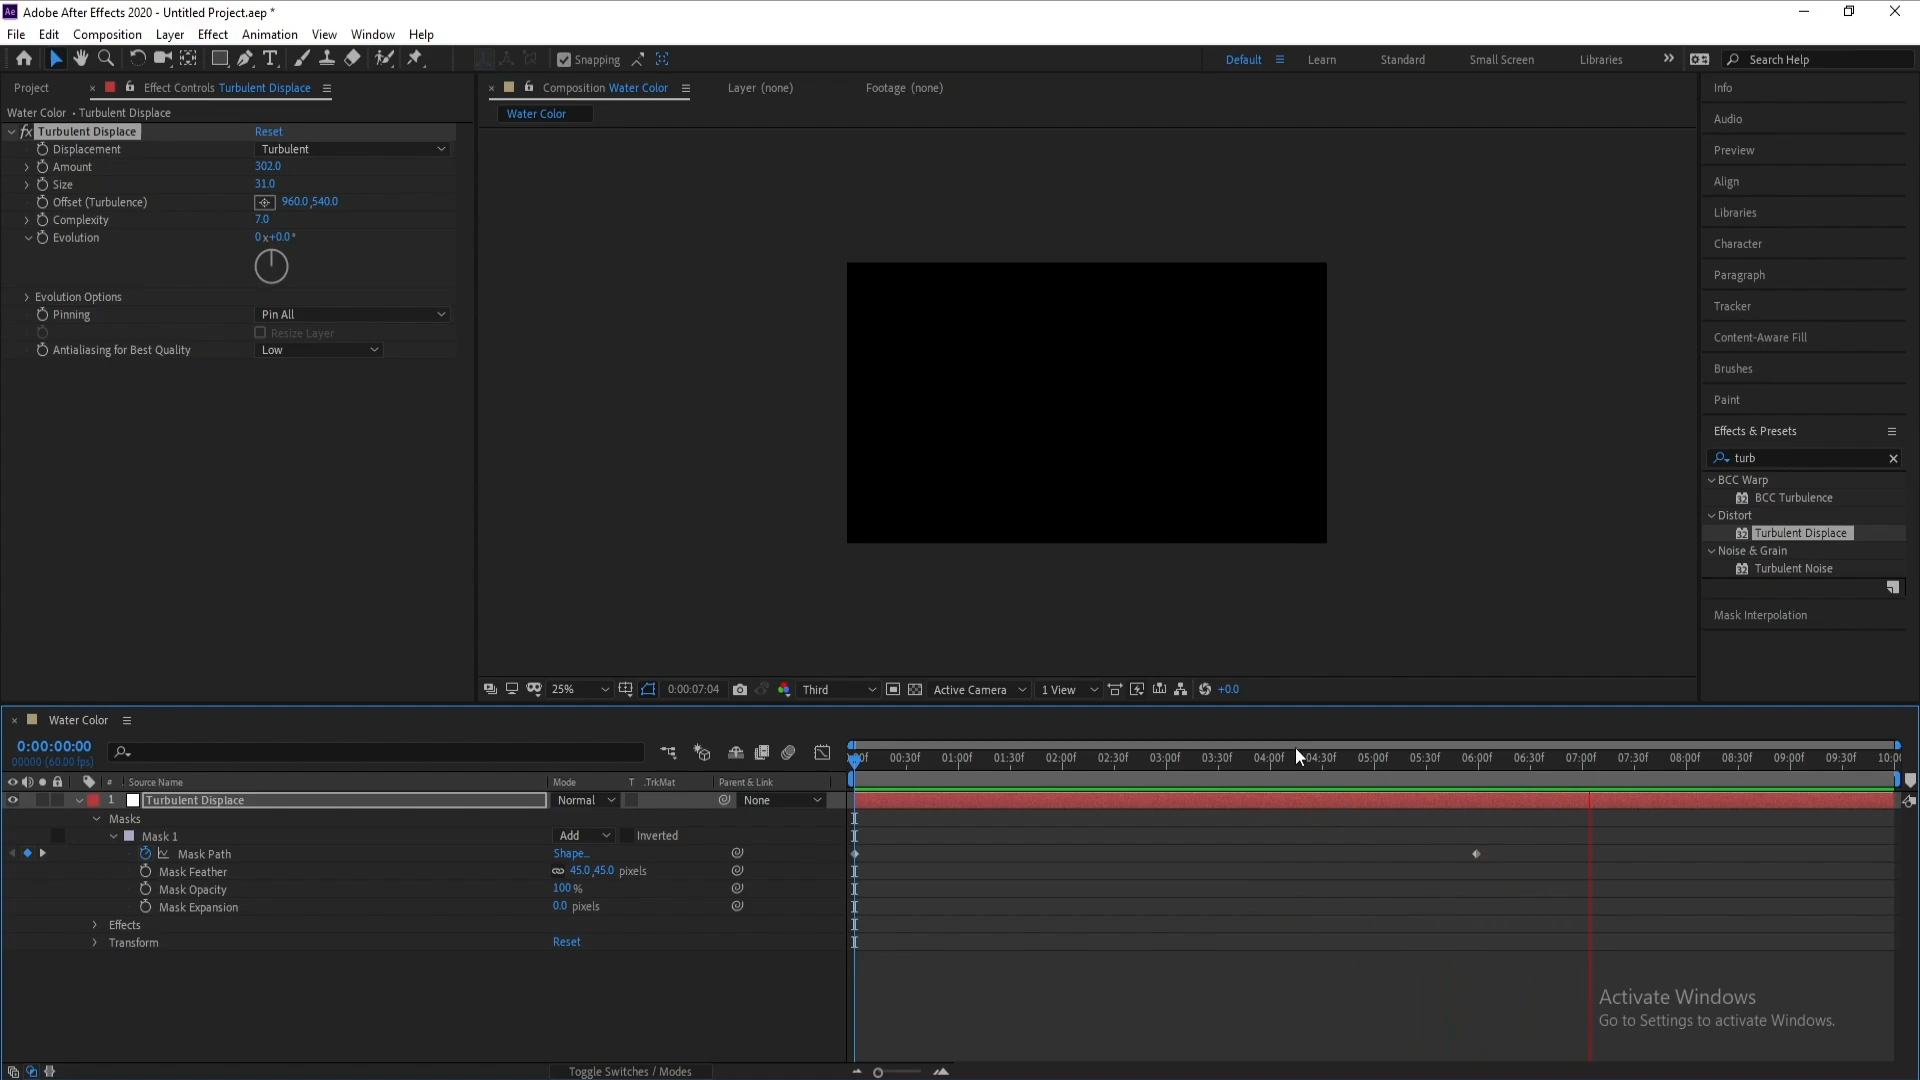 Ae Adobe After Effects 2020 - Untitled Project.aep *
File Edit Composition Layer Effect Animation View Window Help
Snapping
Default Learn Standard Small Screen Libraries Search Help
Project Effect Controls Turbulent Displace
Water Color • Turbulent Displace
fx Turbulent Displace Reset
Displacement Turbulent
Amount 302.0
Size 31.0
Offset (Turbulence) 960.0,540.0
Complexity 7.0
Evolution 0x+0.0°
Evolution Options
Pinning Pin All
Resize Layer
Antialiasing for Best Quality Low
Composition Water Color Layer (none) Footage (none)
Water Color
25% 0:00:07:04 Third Active Camera 1 View +0.0
Info
Audio
Preview
Align
Libraries
Character
Paragraph
Tracker
Content-Aware Fill
Brushes
Paint
Effects & Presets
turb
BCC Warp
32 BCC Turbulence
Distort
32 Turbulent Displace
Noise & Grain
32 Turbulent Noise
Mask Interpolation
Water Color
0:00:00:00
00000 (60.00 fps)
# Source Name Mode T .TrkMat Parent & Link
00:30f 01:00f 01:30f 02:00f 02:30f 03:00f 03:30f 04:00f 04:30f 05:00f 05:30f 06:00f 06:30f 07:00f 07:30f 08:00f 08:30f 09:00f 09:30f 10:00
1 Turbulent Displace Normal None
Masks
Mask 1 Add Inverted
Mask Path Shape...
Mask Feather 45.0,45.0 pixels
Mask Opacity 100 %
Mask Expansion 0.0 pixels
Effects
Transform Reset
Activate Windows
Go to Settings to activate Windows.
Toggle Switches / Modes